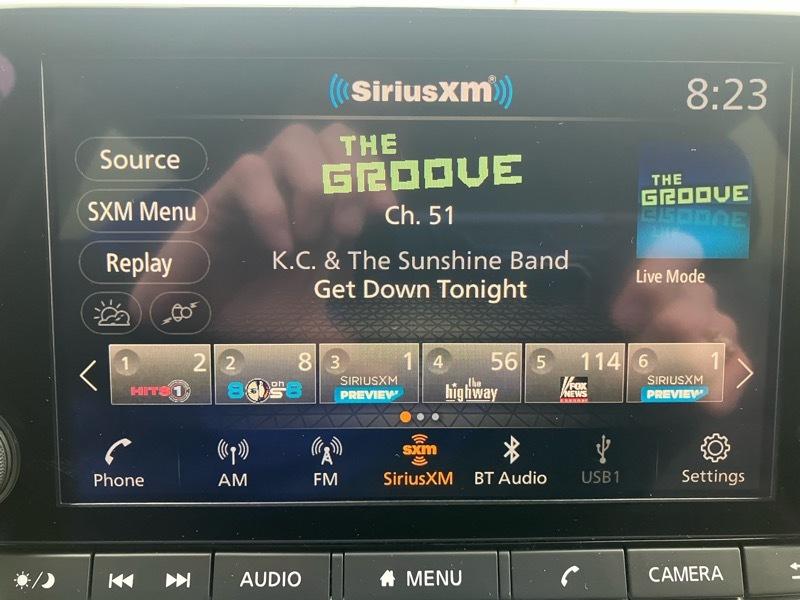 SiriusXM®
8:23
Source
SXM Menu
Replay
THE
GROOVE
Ch. 51
K.C. & The Sunshine Band
Get Down Tonight
THE
GROOVE
Live Mode
1 2
HITS 1
2 8
80s on 8
3 1
SIRIUSXM
PREVIEW
4 56
the
highway
5 114
FOX
NEWS
channel
6 1
SIRIUSXM
PREVIEW
Phone
AM
FM
sxm
SiriusXM
BT Audio
USB1
Settings
AUDIO
MENU
CAMERA